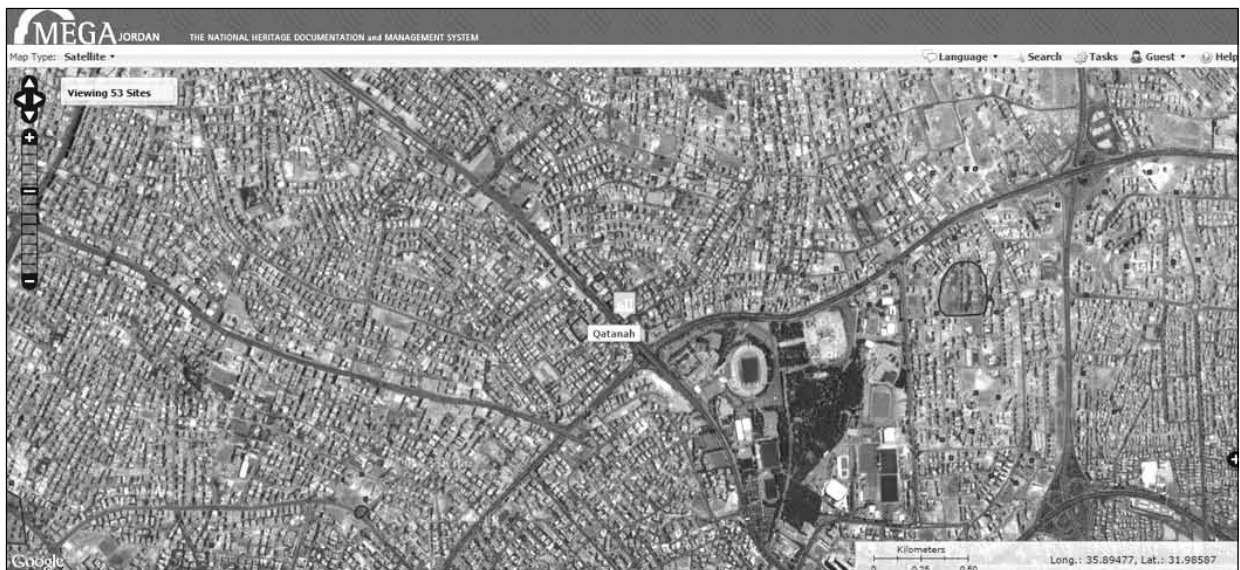 MEGA JORDAN THE NATIONAL HERITAGE DOCUMENTATION and MANAGEMENT SYSTEM
Map Type: Satellite Language Search Tasks Guest Help
Viewing 53 Sites
Qatanah
Kilometers
0 0.25 0.50
Long.: 35.89477, Lat.: 31.98587
Google